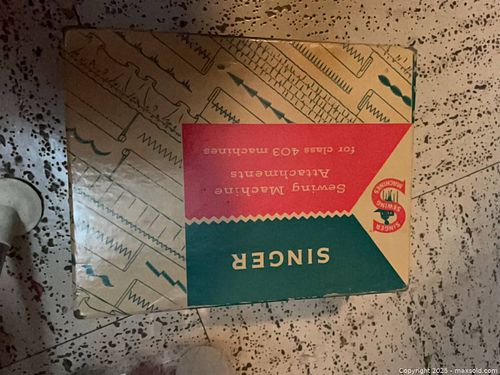 SINGER
Sewing Machine
Attachments
for class 403 machines
SINGER
SEWING
MACHINES
Copyright 2025 - maxsold.com